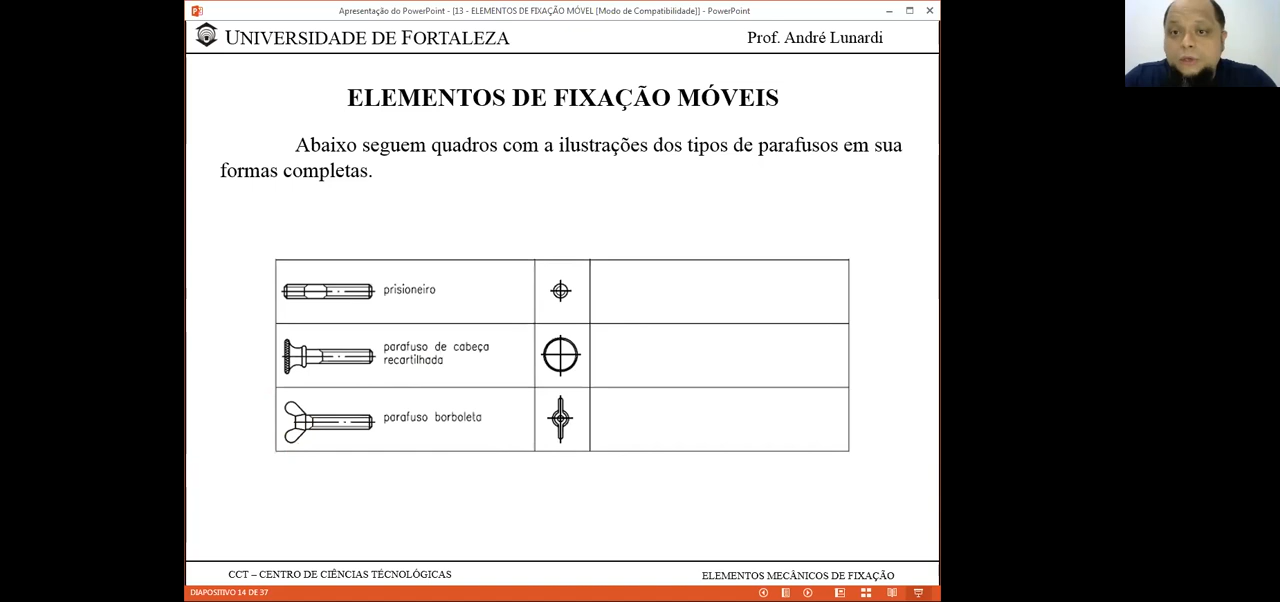 Apresentação do PowerPoint - [13 - ELEMENTOS DE FIXAÇÃO MÓVEL [Modo de Compatibilidade]] - PowerPoint
UNIVERSIDADE DE FORTALEZA
Prof. André Lunardi
ELEMENTOS DE FIXAÇÃO MÓVEIS
Abaixo seguem quadros com a ilustrações dos tipos de parafusos em sua
formas completas.
prisioneiro
parafuso de cabeça
recartilhada
parafuso borboleta
CCT – CENTRO DE CIÊNCIAS TÉCNOLÓGICAS
ELEMENTOS MECÂNICOS DE FIXAÇÃO
DIAPOSITIVO 14 DE 37